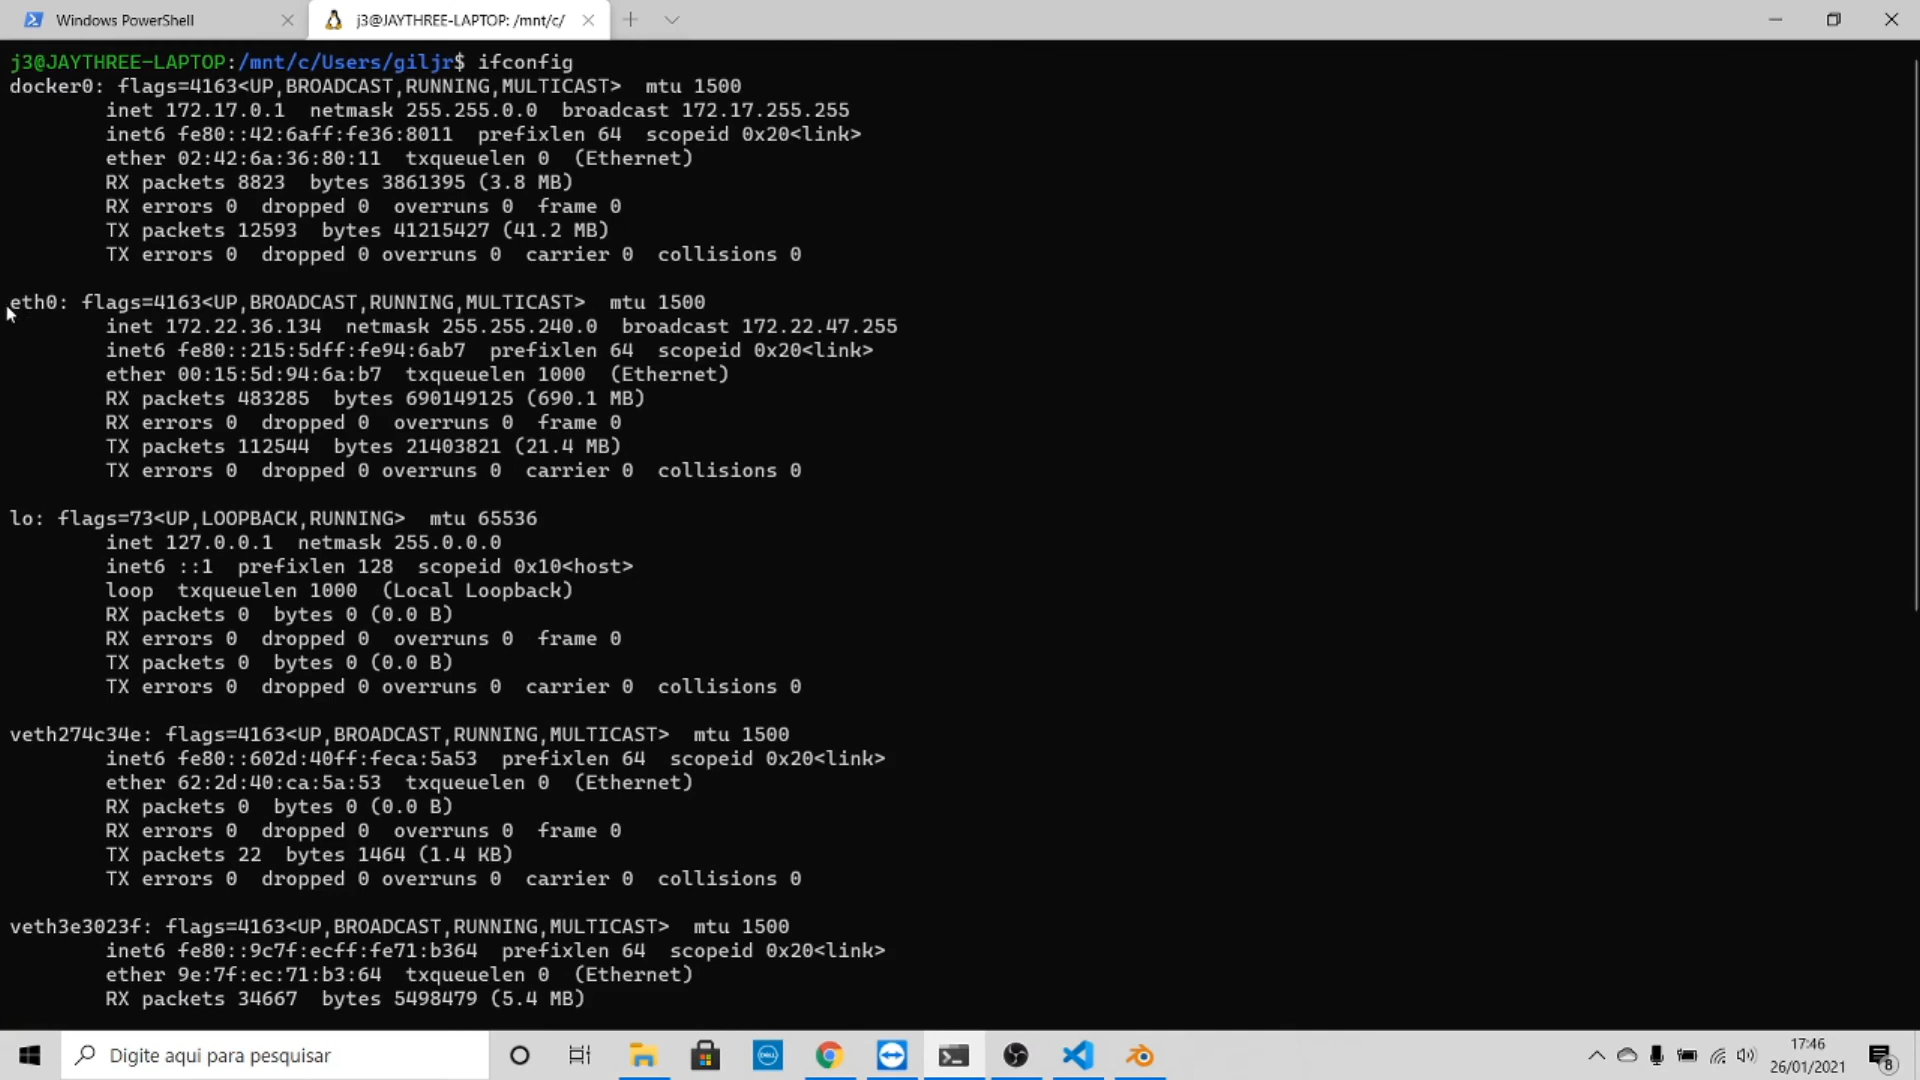 Windows PowerShell
j3@JAYTHREE-LAPTOP: /mnt/c/
j3@JAYTHREE-LAPTOP:/mnt/c/Users/giljr$ ifconfig
docker0: flags=4163<UP,BROADCAST,RUNNING,MULTICAST>  mtu 1500
        inet 172.17.0.1  netmask 255.255.0.0  broadcast 172.17.255.255
        inet6 fe80::42:6aff:fe36:8011  prefixlen 64  scopeid 0x20<link>
        ether 02:42:6a:36:80:11  txqueuelen 0  (Ethernet)
        RX packets 8823  bytes 3861395 (3.8 MB)
        RX errors 0  dropped 0  overruns 0  frame 0
        TX packets 12593  bytes 41215427 (41.2 MB)
        TX errors 0  dropped 0 overruns 0  carrier 0  collisions 0
eth0: flags=4163<UP,BROADCAST,RUNNING,MULTICAST>  mtu 1500
        inet 172.22.36.134  netmask 255.255.240.0  broadcast 172.22.47.255
        inet6 fe80::215:5dff:fe94:6ab7  prefixlen 64  scopeid 0x20<link>
        ether 00:15:5d:94:6a:b7  txqueuelen 1000  (Ethernet)
        RX packets 483285  bytes 690149125 (690.1 MB)
        RX errors 0  dropped 0  overruns 0  frame 0
        TX packets 112544  bytes 21403821 (21.4 MB)
        TX errors 0  dropped 0 overruns 0  carrier 0  collisions 0
lo: flags=73<UP,LOOPBACK,RUNNING>  mtu 65536
        inet 127.0.0.1  netmask 255.0.0.0
        inet6 ::1  prefixlen 128  scopeid 0x10<host>
        loop  txqueuelen 1000  (Local Loopback)
        RX packets 0  bytes 0 (0.0 B)
        RX errors 0  dropped 0  overruns 0  frame 0
        TX packets 0  bytes 0 (0.0 B)
        TX errors 0  dropped 0 overruns 0  carrier 0  collisions 0
veth274c34e: flags=4163<UP,BROADCAST,RUNNING,MULTICAST>  mtu 1500
        inet6 fe80::602d:40ff:feca:5a53  prefixlen 64  scopeid 0x20<link>
        ether 62:2d:40:ca:5a:53  txqueuelen 0  (Ethernet)
        RX packets 0  bytes 0 (0.0 B)
        RX errors 0  dropped 0  overruns 0  frame 0
        TX packets 22  bytes 1464 (1.4 KB)
        TX errors 0  dropped 0 overruns 0  carrier 0  collisions 0
veth3e3023f: flags=4163<UP,BROADCAST,RUNNING,MULTICAST>  mtu 1500
        inet6 fe80::9c7f:ecff:fe71:b364  prefixlen 64  scopeid 0x20<link>
        ether 9e:7f:ec:71:b3:64  txqueuelen 0  (Ethernet)
        RX packets 34667  bytes 5498479 (5.4 MB)
Digite aqui para pesquisar
DELL
17:46
26/01/2021
8